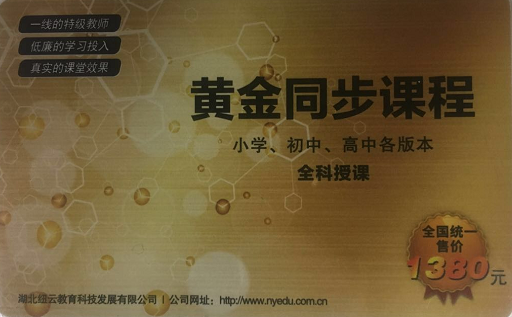 一线的特级教师
低廉的学习投入
真实的课堂效果
黄金同步课程
小学、初中、高中各版本
全科授课
全国统一
售价
1380元
湖北纽云教育科技发展有限公司 | 公司网址：http://www.nyedu.com.cn